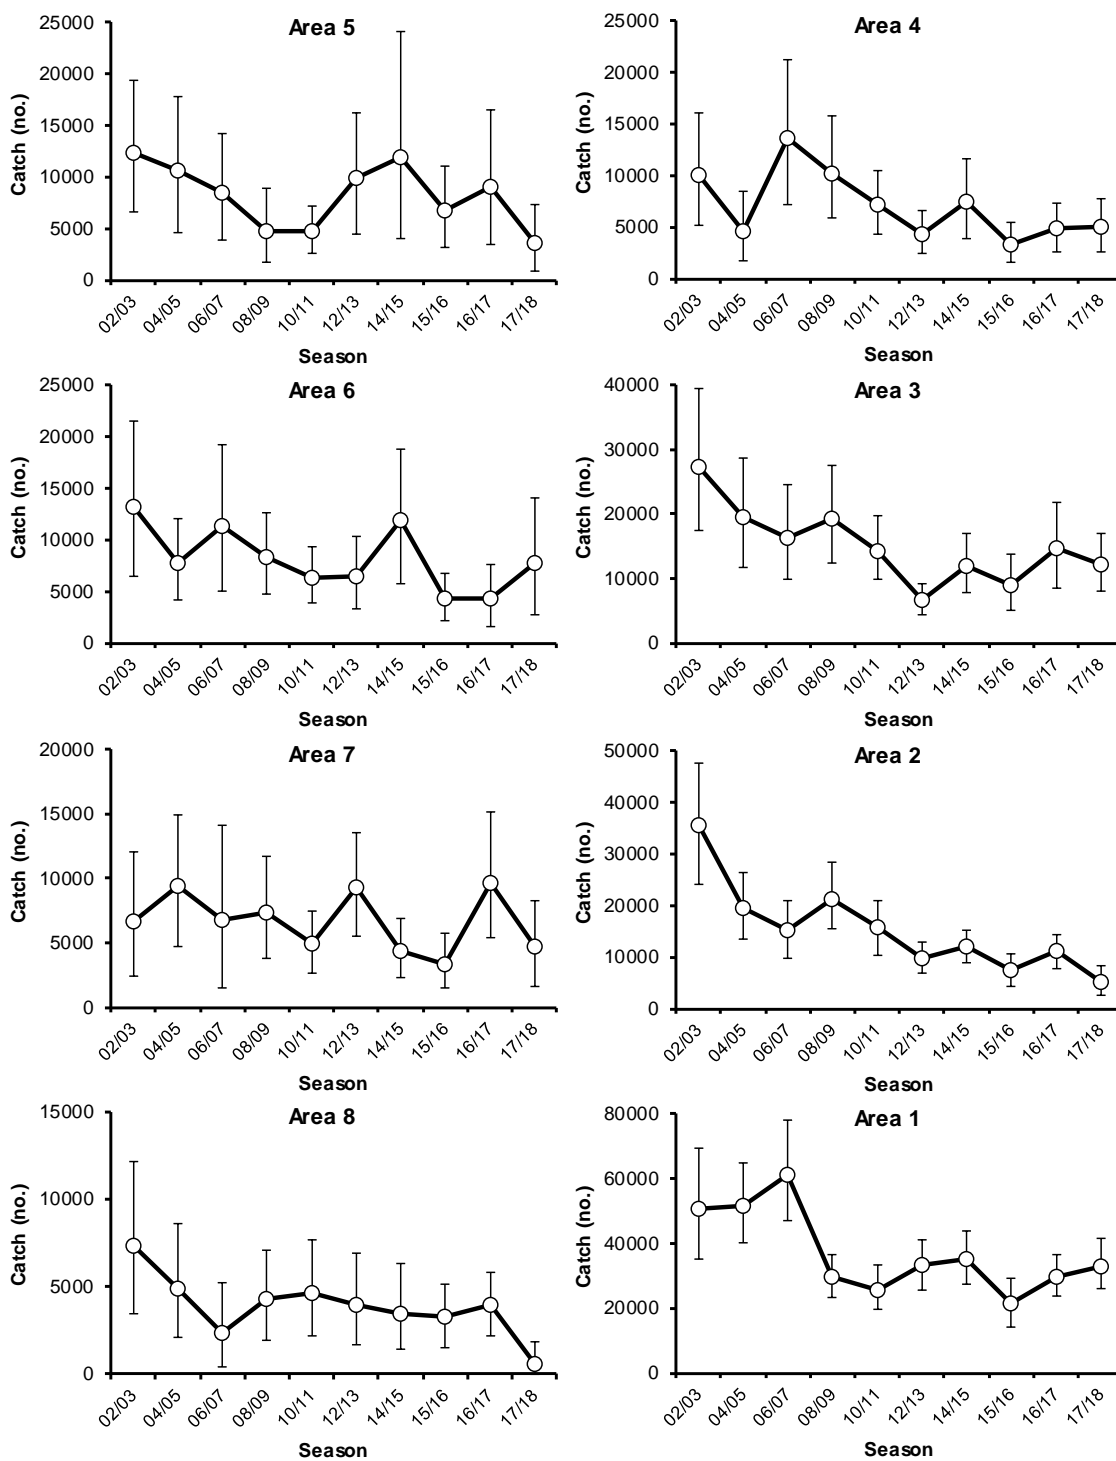 Area 5
Catch (no.)
25000
20000
15000
10000
5000
0
02/03 04/05 06/07 08/09 10/11 12/13 14/15 15/16 16/17 17/18
Season
Area 4
Catch (no.)
25000
20000
15000
10000
5000
0
02/03 04/05 06/07 08/09 10/11 12/13 14/15 15/16 16/17 17/18
Season
Area 6
Catch (no.)
25000
20000
15000
10000
5000
0
02/03 04/05 06/07 08/09 10/11 12/13 14/15 15/16 16/17 17/18
Season
Area 3
Catch (no.)
40000
30000
20000
10000
0
02/03 04/05 06/07 08/09 10/11 12/13 14/15 15/16 16/17 17/18
Season
Area 7
Catch (no.)
20000
15000
10000
5000
0
02/03 04/05 06/07 08/09 10/11 12/13 14/15 15/16 16/17 17/18
Season
Area 2
Catch (no.)
50000
40000
30000
20000
10000
0
02/03 04/05 06/07 08/09 10/11 12/13 14/15 15/16 16/17 17/18
Season
Area 8
Catch (no.)
15000
10000
5000
0
02/03 04/05 06/07 08/09 10/11 12/13 14/15 15/16 16/17 17/18
Season
Area 1
Catch (no.)
80000
60000
40000
20000
0
02/03 04/05 06/07 08/09 10/11 12/13 14/15 15/16 16/17 17/18
Season